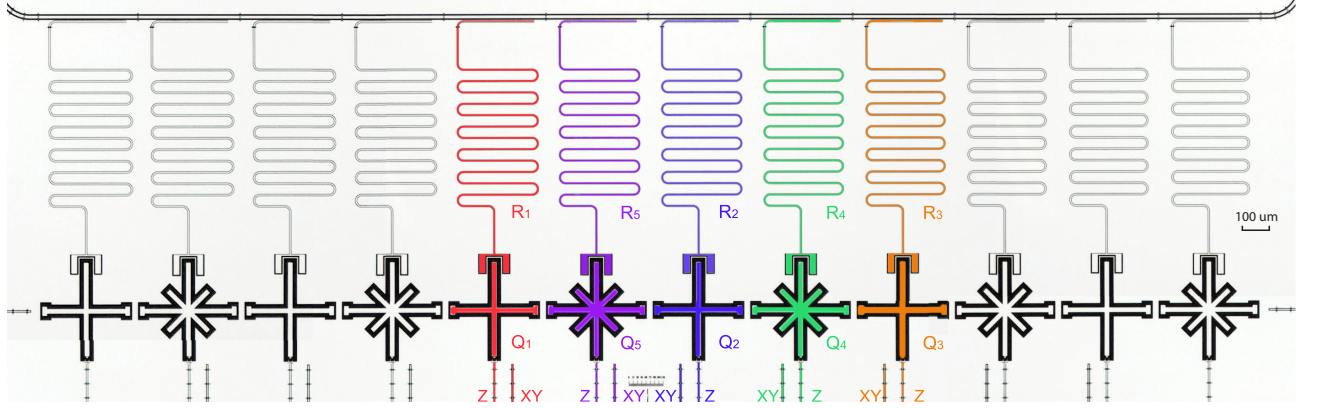 R1 R5 R2 R4 R3
100 um
Q1 Q5 Q2 Q4 Q3
Z XY Z XY XY Z XY Z XY Z